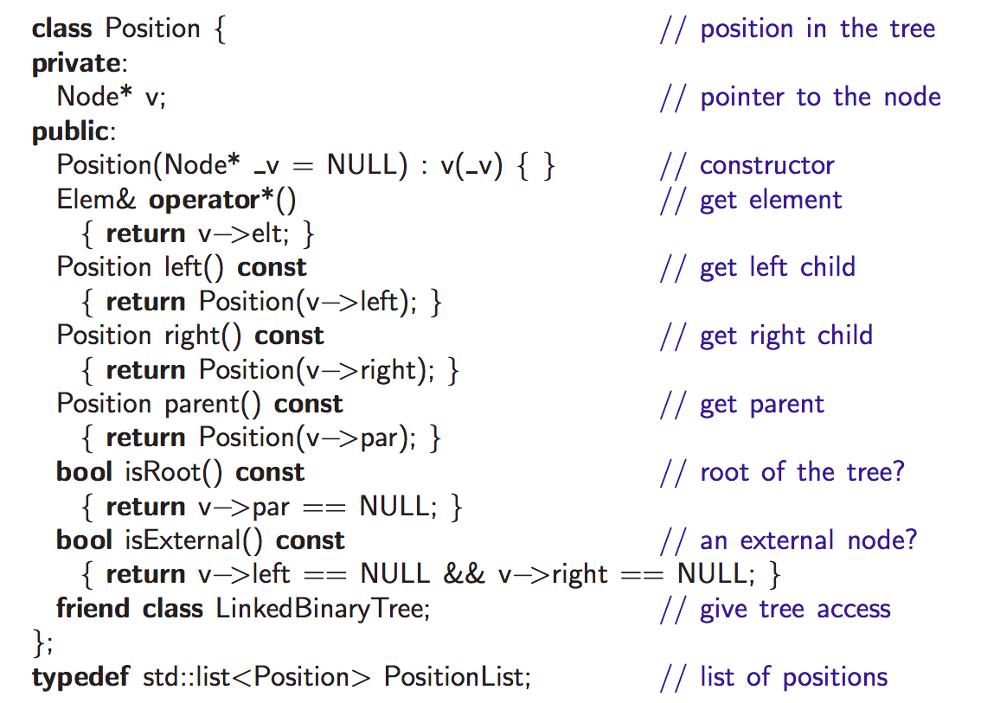 class Position { // position in the tree
private:
Node* v; // pointer to the node
public:
Position(Node* _v = NULL) : v(_v) { } // constructor
Elem& operator*() // get element
{ return v->elt; }
Position left() const // get left child
{ return Position(v->left); }
Position right() const // get right child
{ return Position(v->right); }
Position parent() const // get parent
{ return Position(v->par); }
bool isRoot() const // root of the tree?
{ return v->par == NULL; }
bool isExternal() const // an external node?
{ return v->left == NULL && v->right == NULL; }
friend class LinkedBinaryTree; // give tree access
};
typedef std::list<Position> PositionList; // list of positions